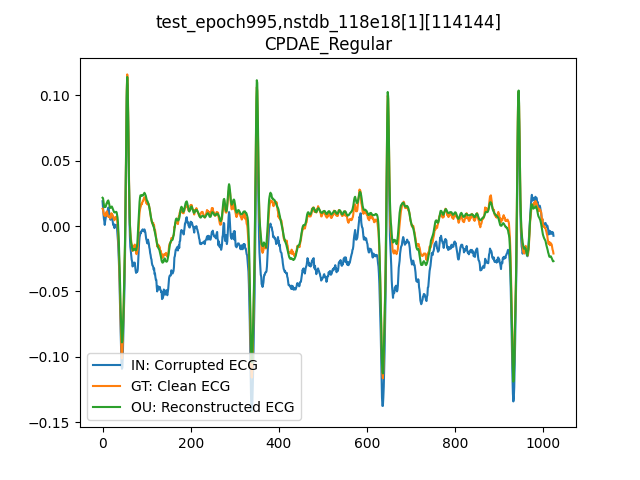 test_epoch995,nstdb_118e18[1][114144]
CPDAE_Regular
0.10
0.05
0.00
−0.05
−0.10
−0.15
IN: Corrupted ECG
GT: Clean ECG
OU: Reconstructed ECG
0 200 400 600 800 1000